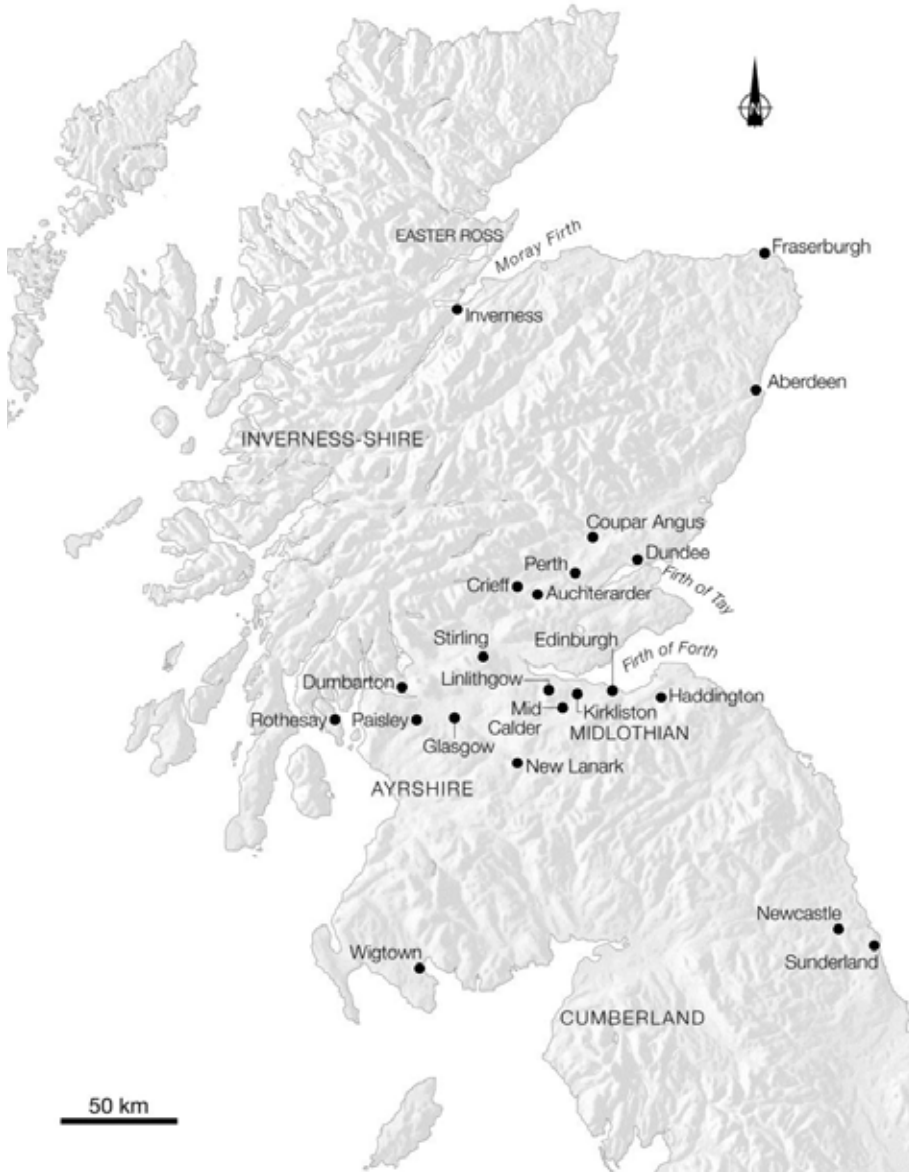 N
EASTER ROSS
Moray Firth
Fraserburgh
Inverness
Aberdeen
INVERNESS-SHIRE
Coupar Angus
Dundee
Perth
Firth of Tay
Crieff
Auchterarder
Stirling
Edinburgh
Firth of Forth
Dumbarton
Linlithgow
Haddington
Rothesay
Paisley
Mid
Calder
Kirkliston
Glasgow
MIDLOTHIAN
New Lanark
AYRSHIRE
Newcastle
Wigtown
Sunderland
CUMBERLAND
50 km